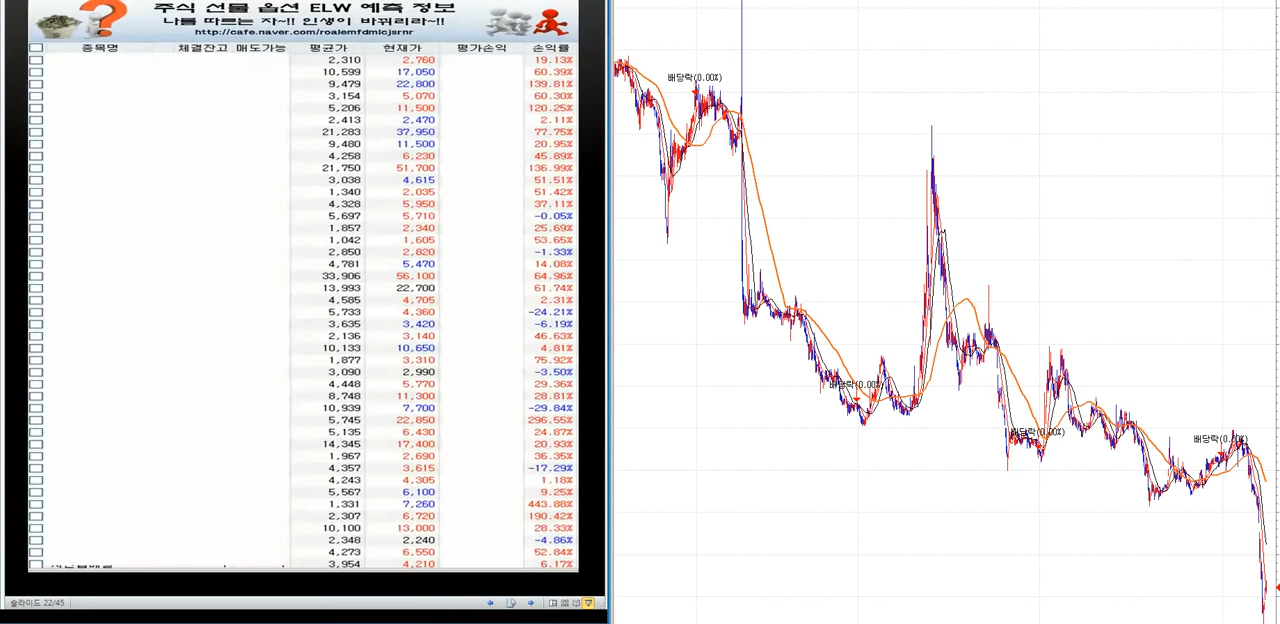 주식 선물 옵션 ELW 예측 정보
나를 따르는 자~!! 인생이 바뀌리라~!!
http://cafe.naver.com/roalemfdmlcjsrnr
종목명 체결잔고 매도가능 평균가 현재가 평가손익 손익률
2,310 2,760 19.13%
10,599 17,050 60.39%
9,479 22,800 139.81%
3,154 5,070 60.30%
5,206 11,500 120.25%
2,413 2,470 2.11%
21,283 37,950 77.75%
9,480 11,500 20.95%
4,258 6,230 45.89%
21,750 51,700 136.99%
3,038 4,615 51.51%
1,340 2,035 51.42%
4,328 5,950 37.11%
5,697 5,710 -0.05%
1,857 2,340 25.69%
1,042 1,605 53.65%
2,850 2,820 -1.33%
4,781 5,470 14.08%
33,906 56,100 64.96%
13,993 22,700 61.74%
4,585 4,705 2.31%
5,733 4,360 -24.21%
3,635 3,420 -6.19%
2,136 3,140 46.63%
10,133 10,650 4.81%
1,877 3,310 75.92%
3,090 2,990 -3.50%
4,448 5,770 29.36%
8,748 11,300 28.81%
10,939 7,700 -29.84%
5,745 22,850 296.55%
5,135 6,430 24.87%
14,345 17,400 20.93%
1,967 2,690 36.35%
4,357 3,615 -17.29%
4,243 4,305 1.18%
5,567 6,100 9.25%
1,331 7,260 443.88%
2,307 6,720 190.42%
10,100 13,000 28.33%
2,348 2,240 -4.86%
4,273 6,550 52.84%
3,954 4,210 6.17%
슬라이드 22/45
배당락(0.00%)
배당락(0.00%)
배당락(0.00%)
배당락(0.00%)